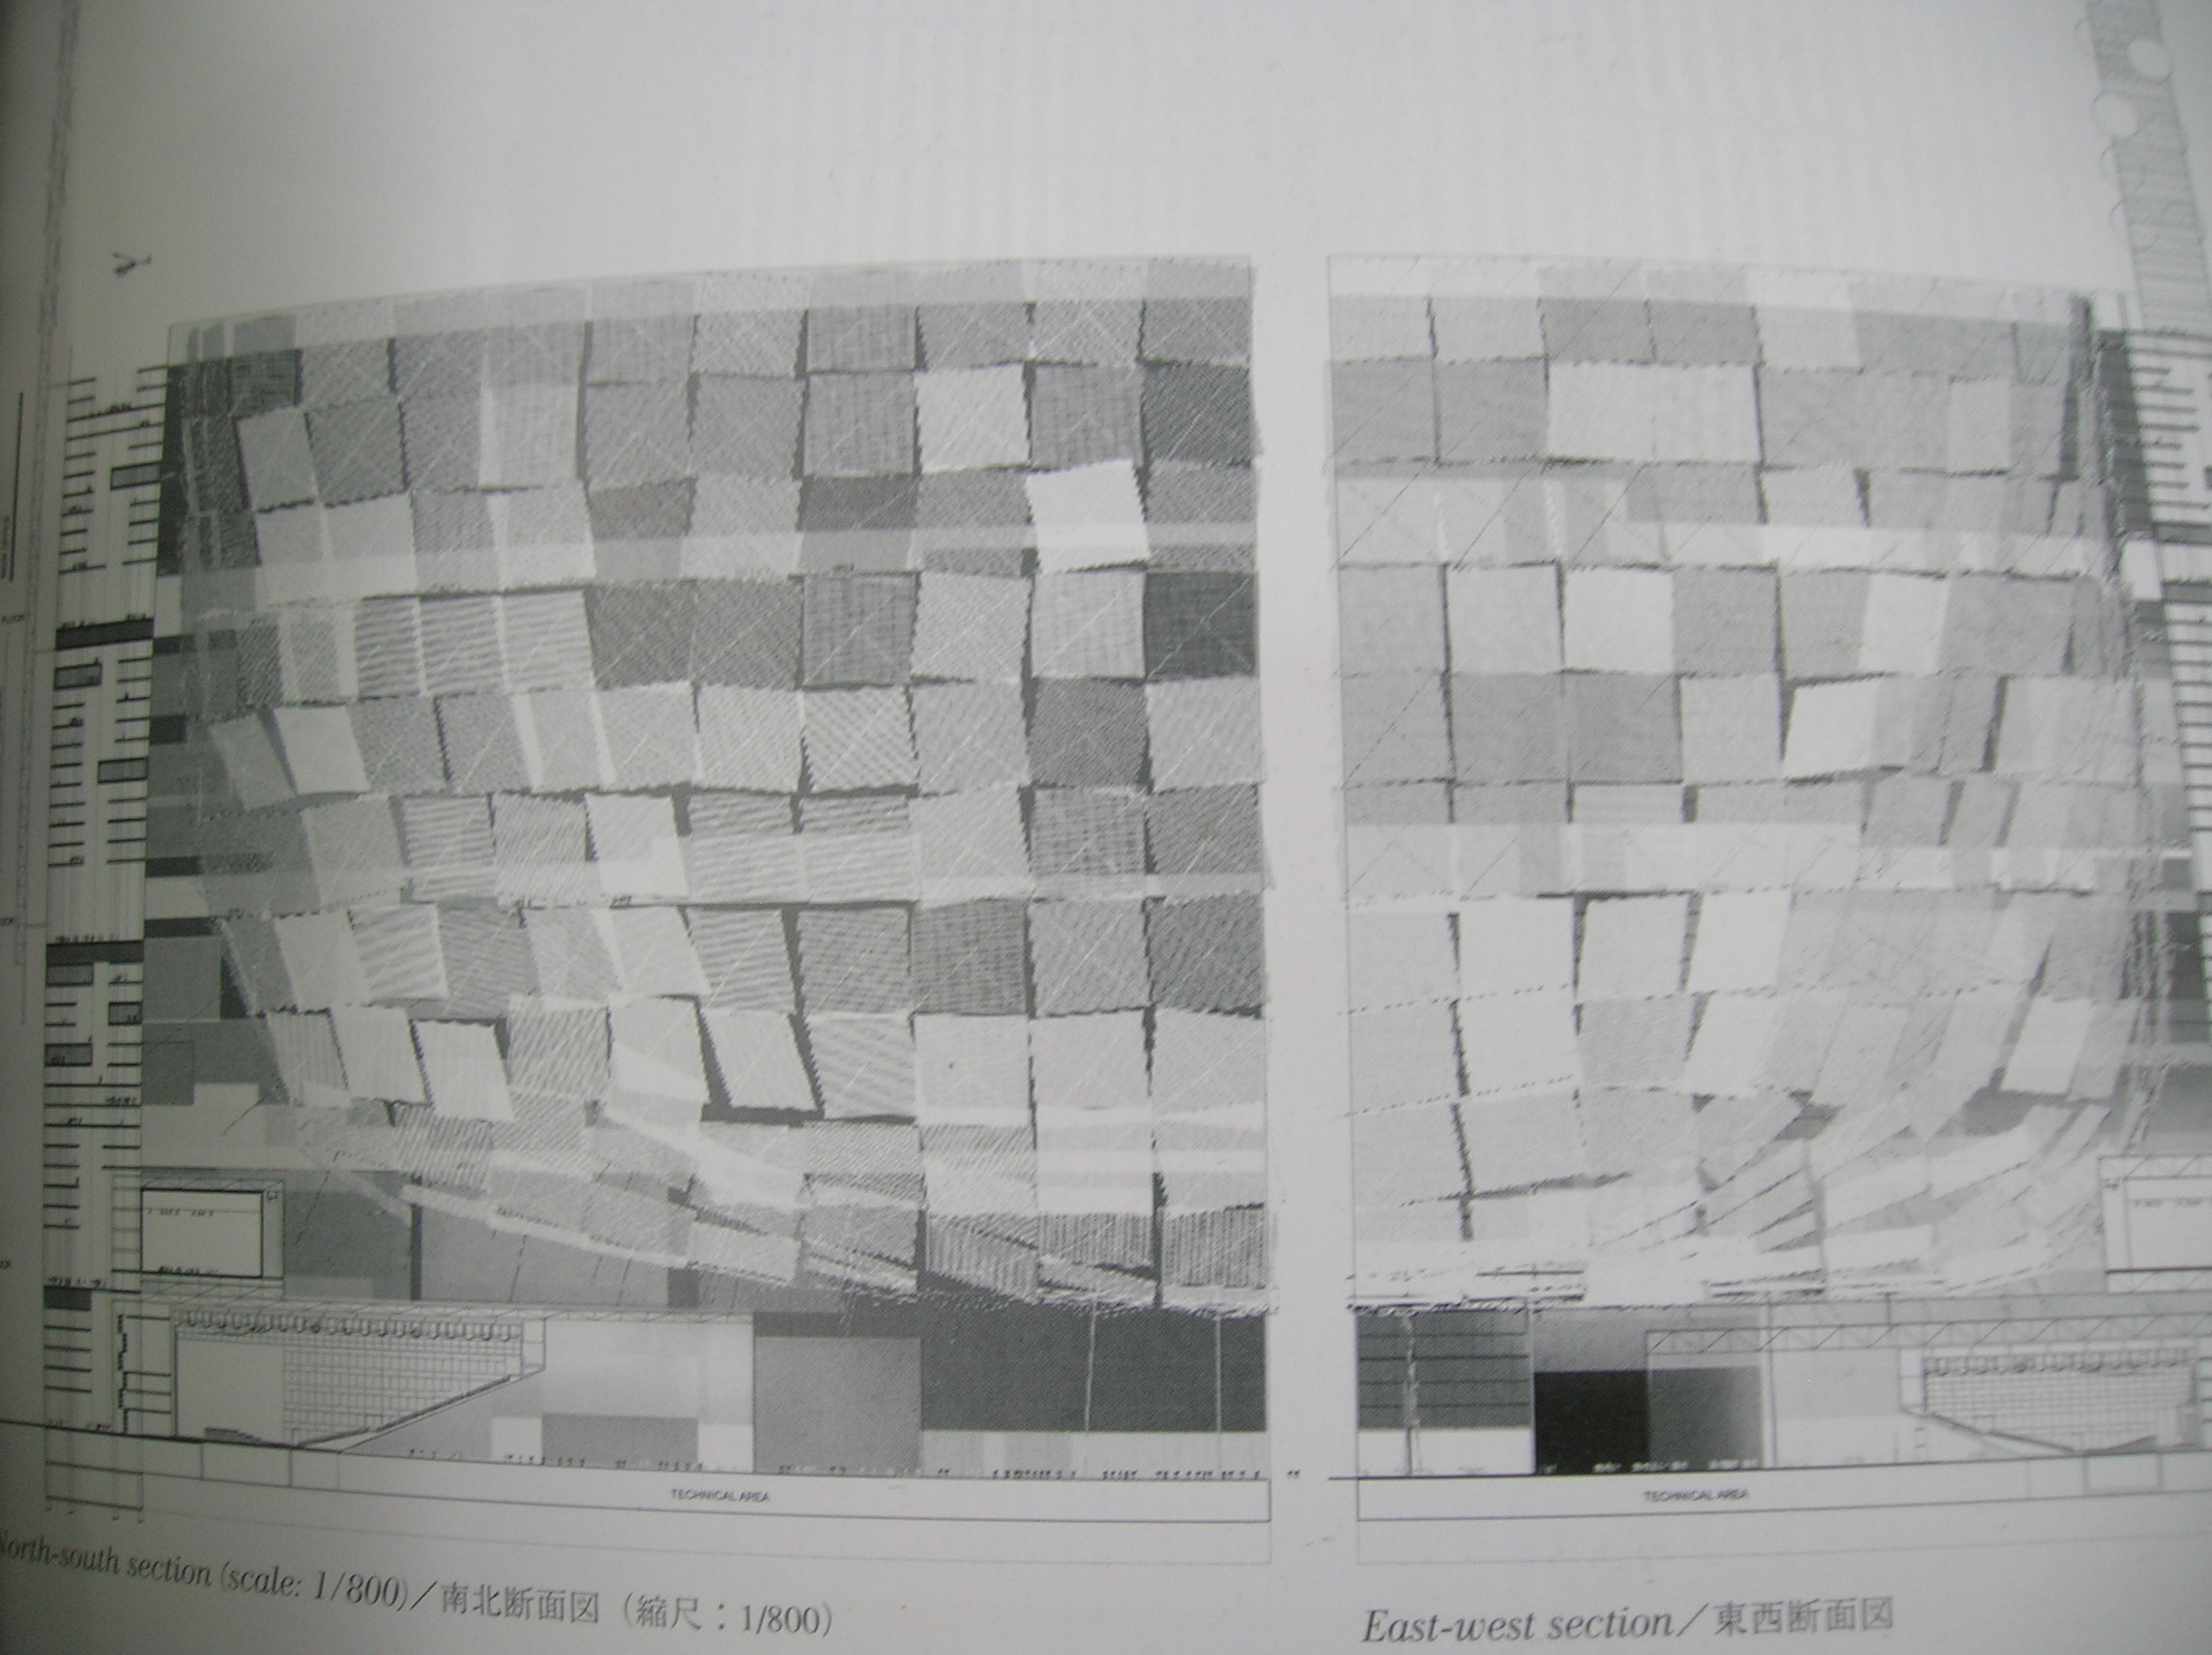 TECHNICAL AREA
TECHNICAL AREA
North-south section (scale: 1/800)／南北断面図（縮尺：1/800）
East-west section／東西断面図